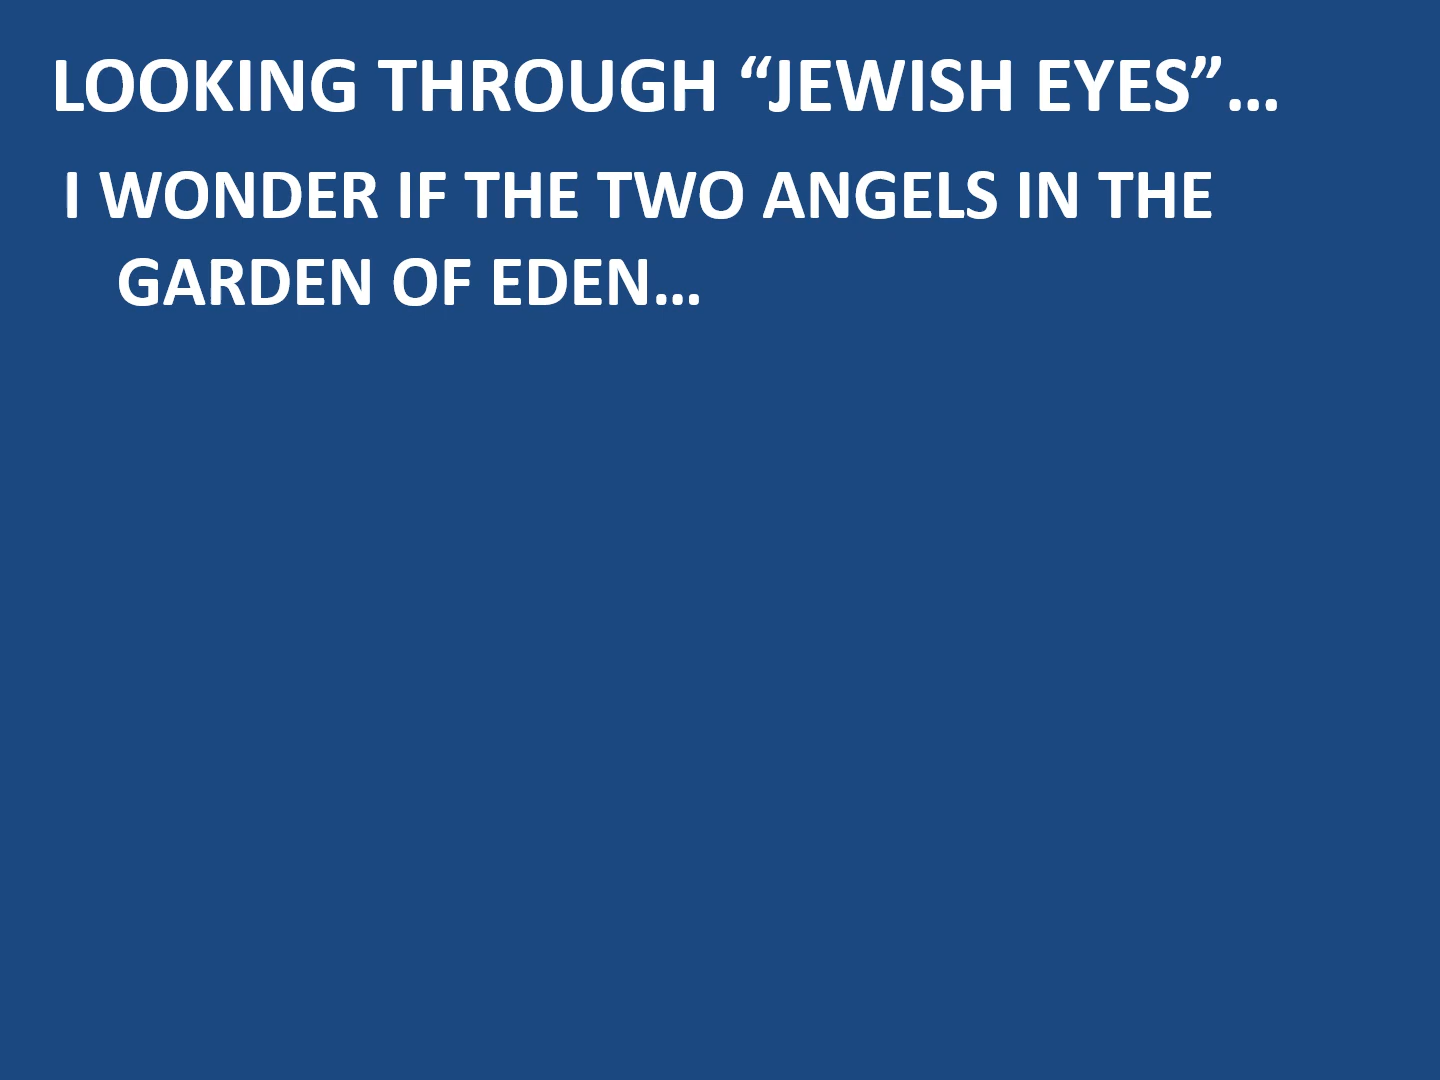 LOOKING THROUGH “JEWISH EYES”…
I WONDER IF THE TWO ANGELS IN THE
GARDEN OF EDEN…